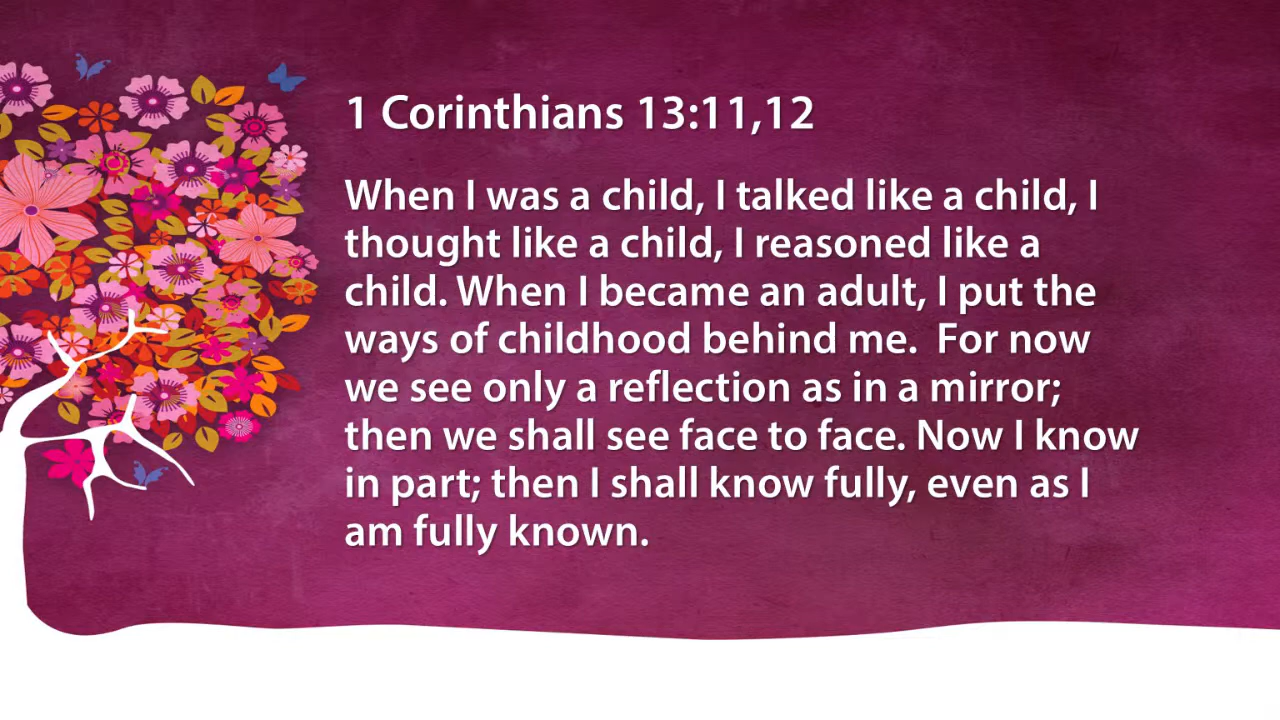 1 Corinthians 13:11,12
When I was a child, I talked like a child, I
thought like a child, I reasoned like a
child. When I became an adult, I put the
ways of childhood behind me.  For now
we see only a reflection as in a mirror;
then we shall see face to face. Now I know
in part; then I shall know fully, even as I
am fully known.